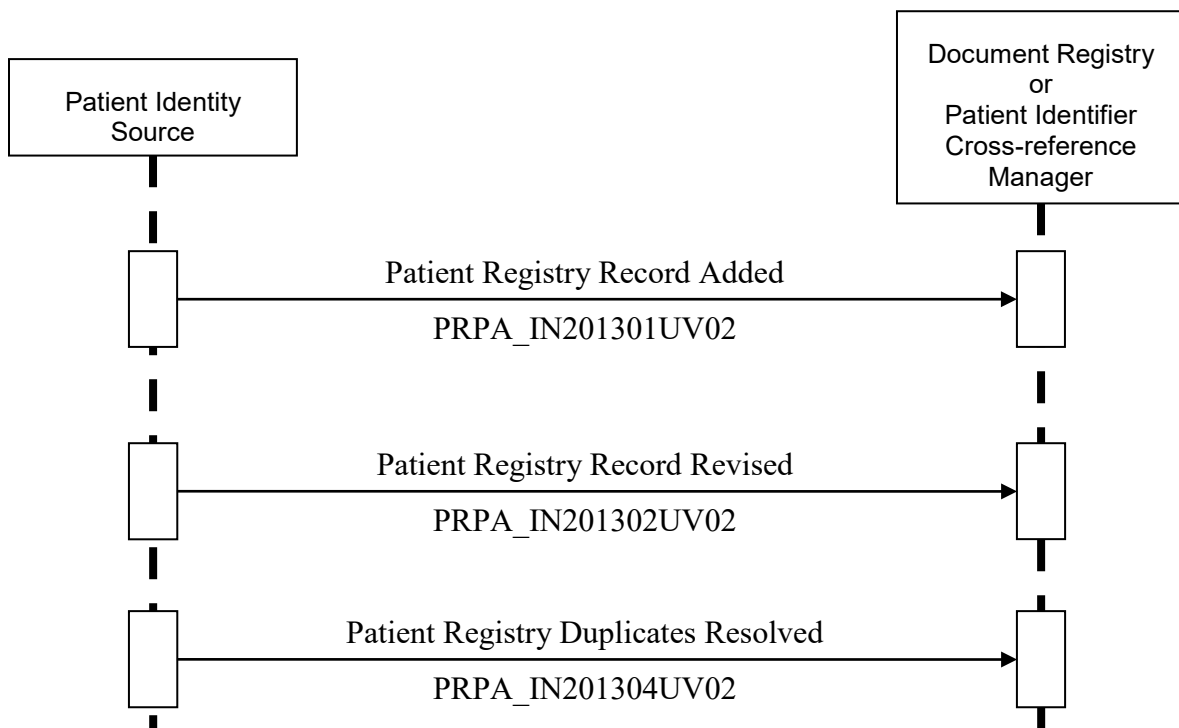 Patient Identity
Source
Document Registry
or
Patient Identifier
Cross-reference
Manager
Patient Registry Record Added
PRPA_IN201301UV02
Patient Registry Record Revised
PRPA_IN201302UV02
Patient Registry Duplicates Resolved
PRPA_IN201304UV02